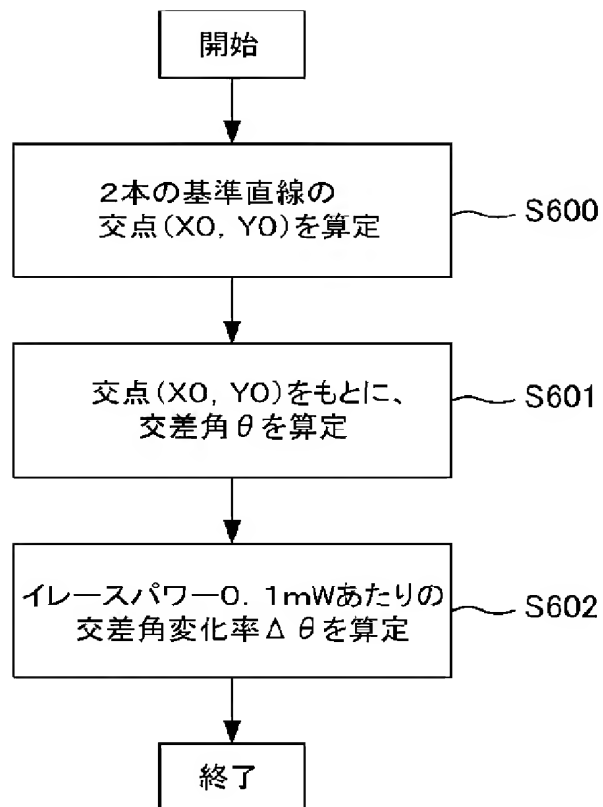 開始
2本の基準直線の
交点(X0, Y0)を算定
S600
交点(X0, Y0)をもとに、
交差角θを算定
S601
イレースパワー0. 1mWあたりの
交差角変化率Δθを算定
S602
終了